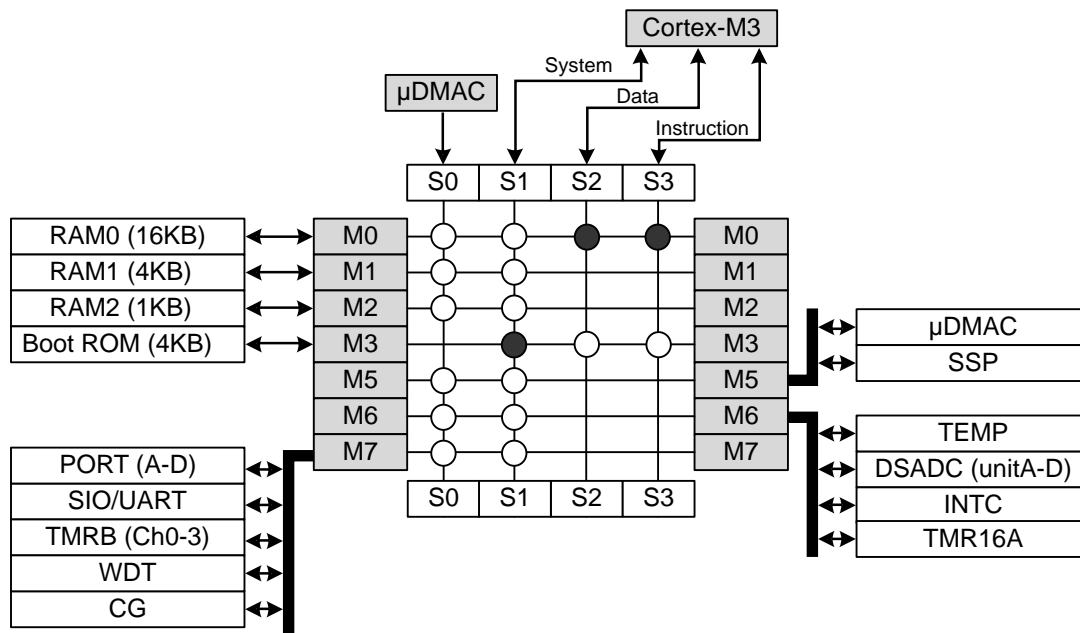 Cortex-M3
System
µDMAC
Data
Instruction
S0 S1 S2 S3
RAM0 (16KB) M0 M0
RAM1 (4KB) M1 M1
RAM2 (1KB) M2 M2
Boot ROM (4KB) M3 M3
µDMAC
SSP
M5 M5
M6 M6
M7 M7
TEMP
PORT (A-D)
DSADC (unitA-D)
SIO/UART
S0 S1 S2 S3
INTC
TMRB (Ch0-3)
TMR16A
WDT
CG